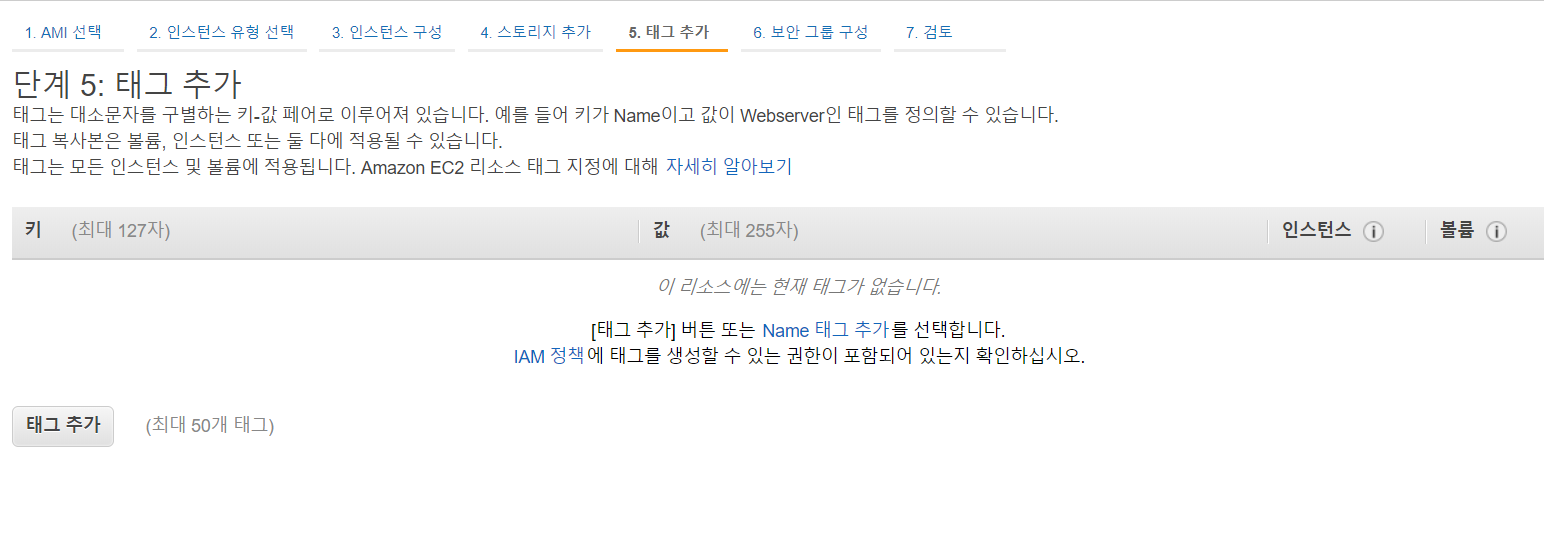 1. AMI 선택 2. 인스턴스 유형 선택 3. 인스턴스 구성 4. 스토리지 추가 5. 태그 추가 6. 보안 그룹 구성 7. 검토
단계 5: 태그 추가
태그는 대소문자를 구별하는 키-값 페어로 이루어져 있습니다. 예를 들어 키가 Name이고 값이 Webserver인 태그를 정의할 수 있습니다.
태그 복사본은 볼륨, 인스턴스 또는 둘 다에 적용될 수 있습니다.
태그는 모든 인스턴스 및 볼륨에 적용됩니다. Amazon EC2 리소스 태그 지정에 대해 자세히 알아보기
키 (최대 127자) 값 (최대 255자) 인스턴스 볼륨
이 리소스에는 현재 태그가 없습니다.
[태그 추가] 버튼 또는 Name 태그 추가를 선택합니다.
IAM 정책에 태그를 생성할 수 있는 권한이 포함되어 있는지 확인하십시오.
태그 추가 (최대 50개 태그)